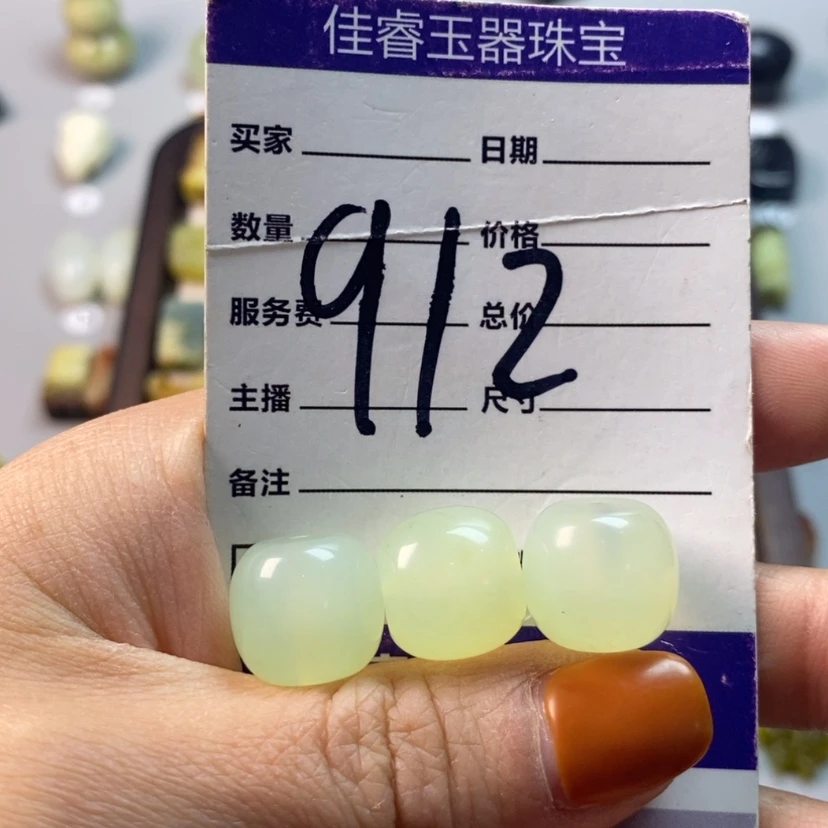 佳睿玉器珠宝
买家 日期
数量 价格
服务费 总价
主播 尺寸
备注
912